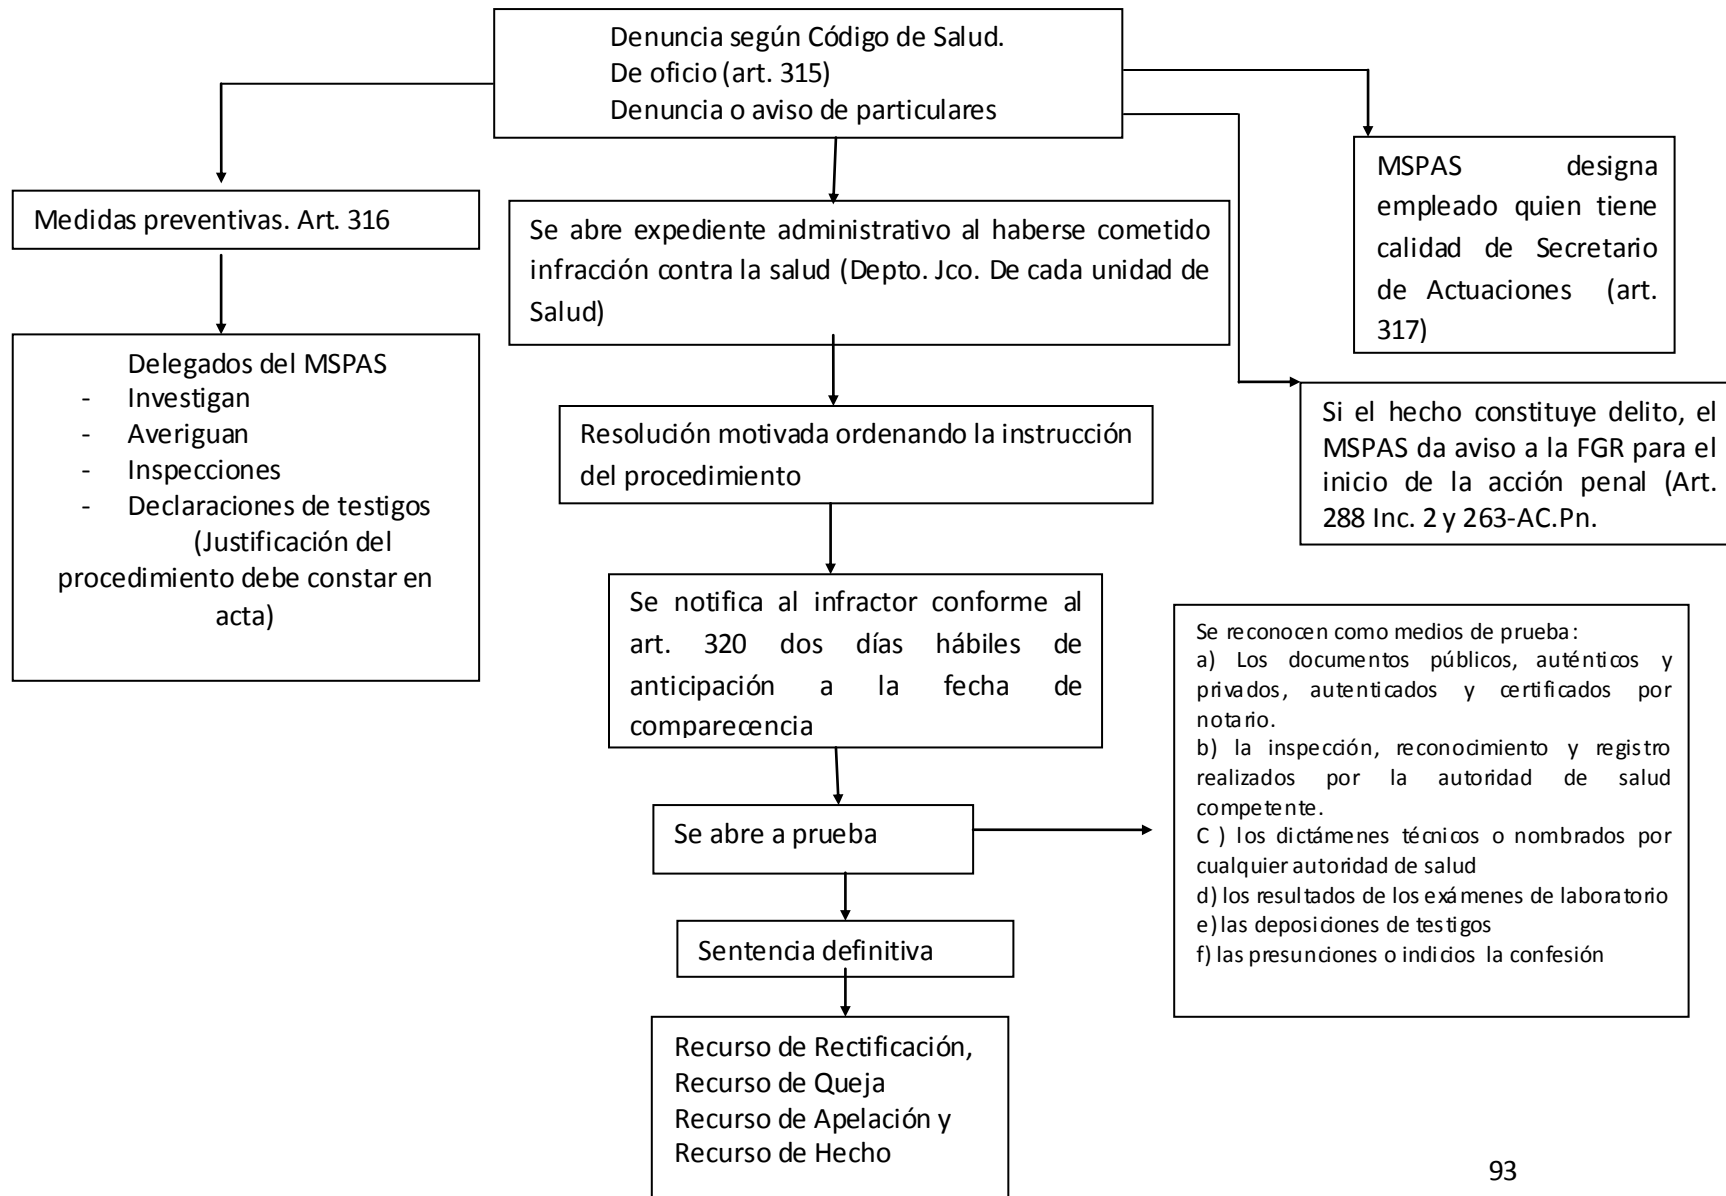 Denuncia según Código de Salud.
De oficio (art. 315)
Denuncia o aviso de particulares
Medidas preventivas. Art. 316
Se abre expediente administrativo al haberse cometido
infracción contra la salud (Depto. Jco. De cada unidad de
Salud)
MSPAS designa
empleado quien tiene
calidad de Secretario
de Actuaciones (art.
317)
Delegados del MSPAS
- Investigan
- Averiguan
- Inspecciones
- Declaraciones de testigos
(Justificación del
procedimiento debe constar en
acta)
Resolución motivada ordenando la instrucción
del procedimiento
Si el hecho constituye delito, el
MSPAS da aviso a la FGR para el
inicio de la acción penal (Art.
288 Inc. 2 y 263-AC.Pn.
Se notifica al infractor conforme al
art. 320 dos días hábiles de
anticipación a la fecha de
comparecencia
Se reconocen como medios de prueba:
a) Los documentos públicos, auténticos y
privados, autenticados y certificados por
notario.
b) la inspección, reconocimiento y registro
realizados por la autoridad de salud
competente.
C ) los dictámenes técnicos o nombrados por
cualquier autoridad de salud
d) los resultados de los exámenes de laboratorio
e) las deposiciones de testigos
f) las presunciones o indicios la confesión
Se abre a prueba
Sentencia definitiva
Recurso de Rectificación,
Recurso de Queja
Recurso de Apelación y
Recurso de Hecho
93